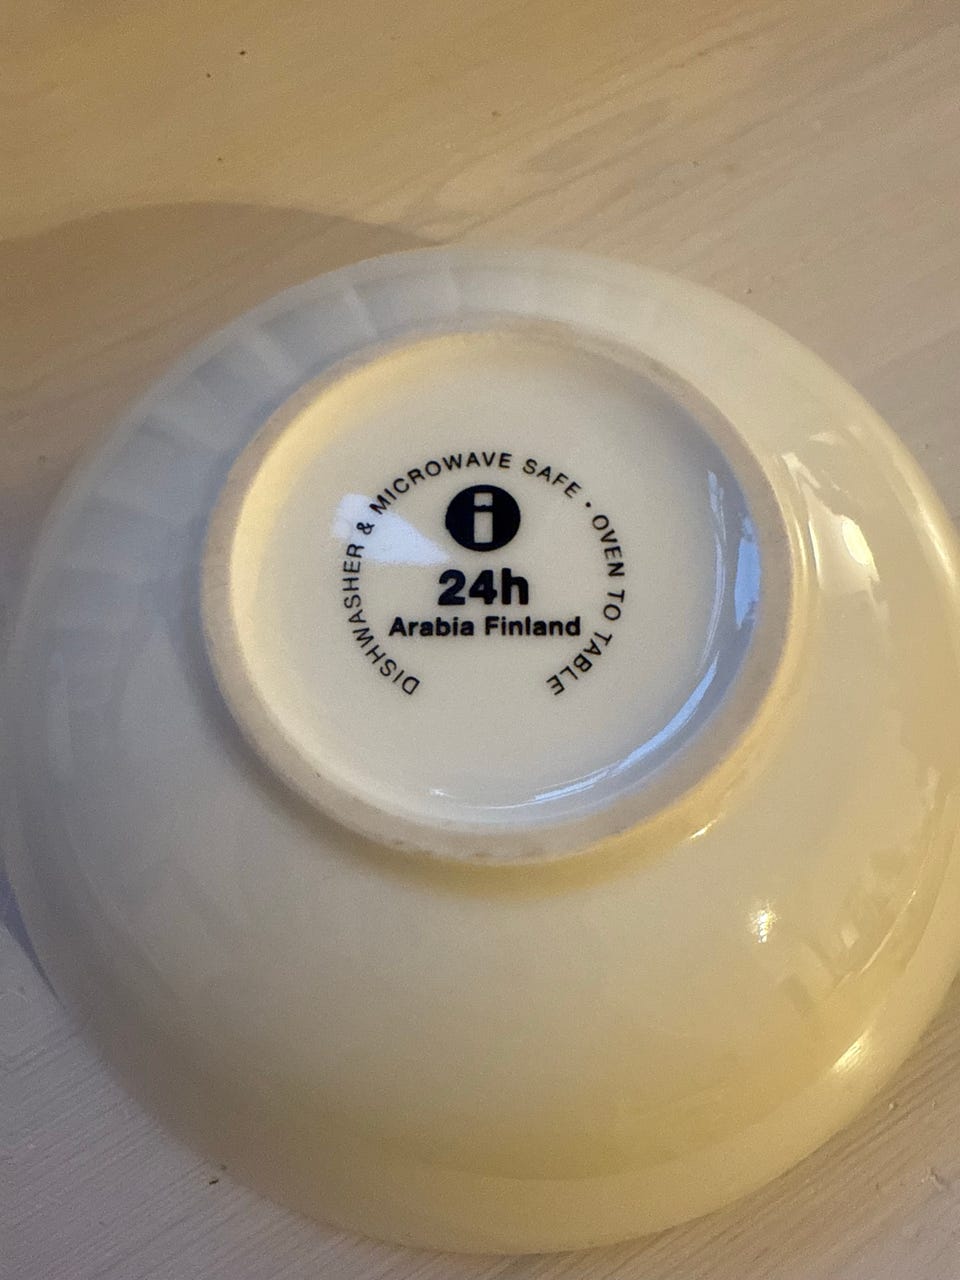 DISHWASHER & MICROWAVE SAFE · OVEN TO TABLE
i
24h
Arabia Finland